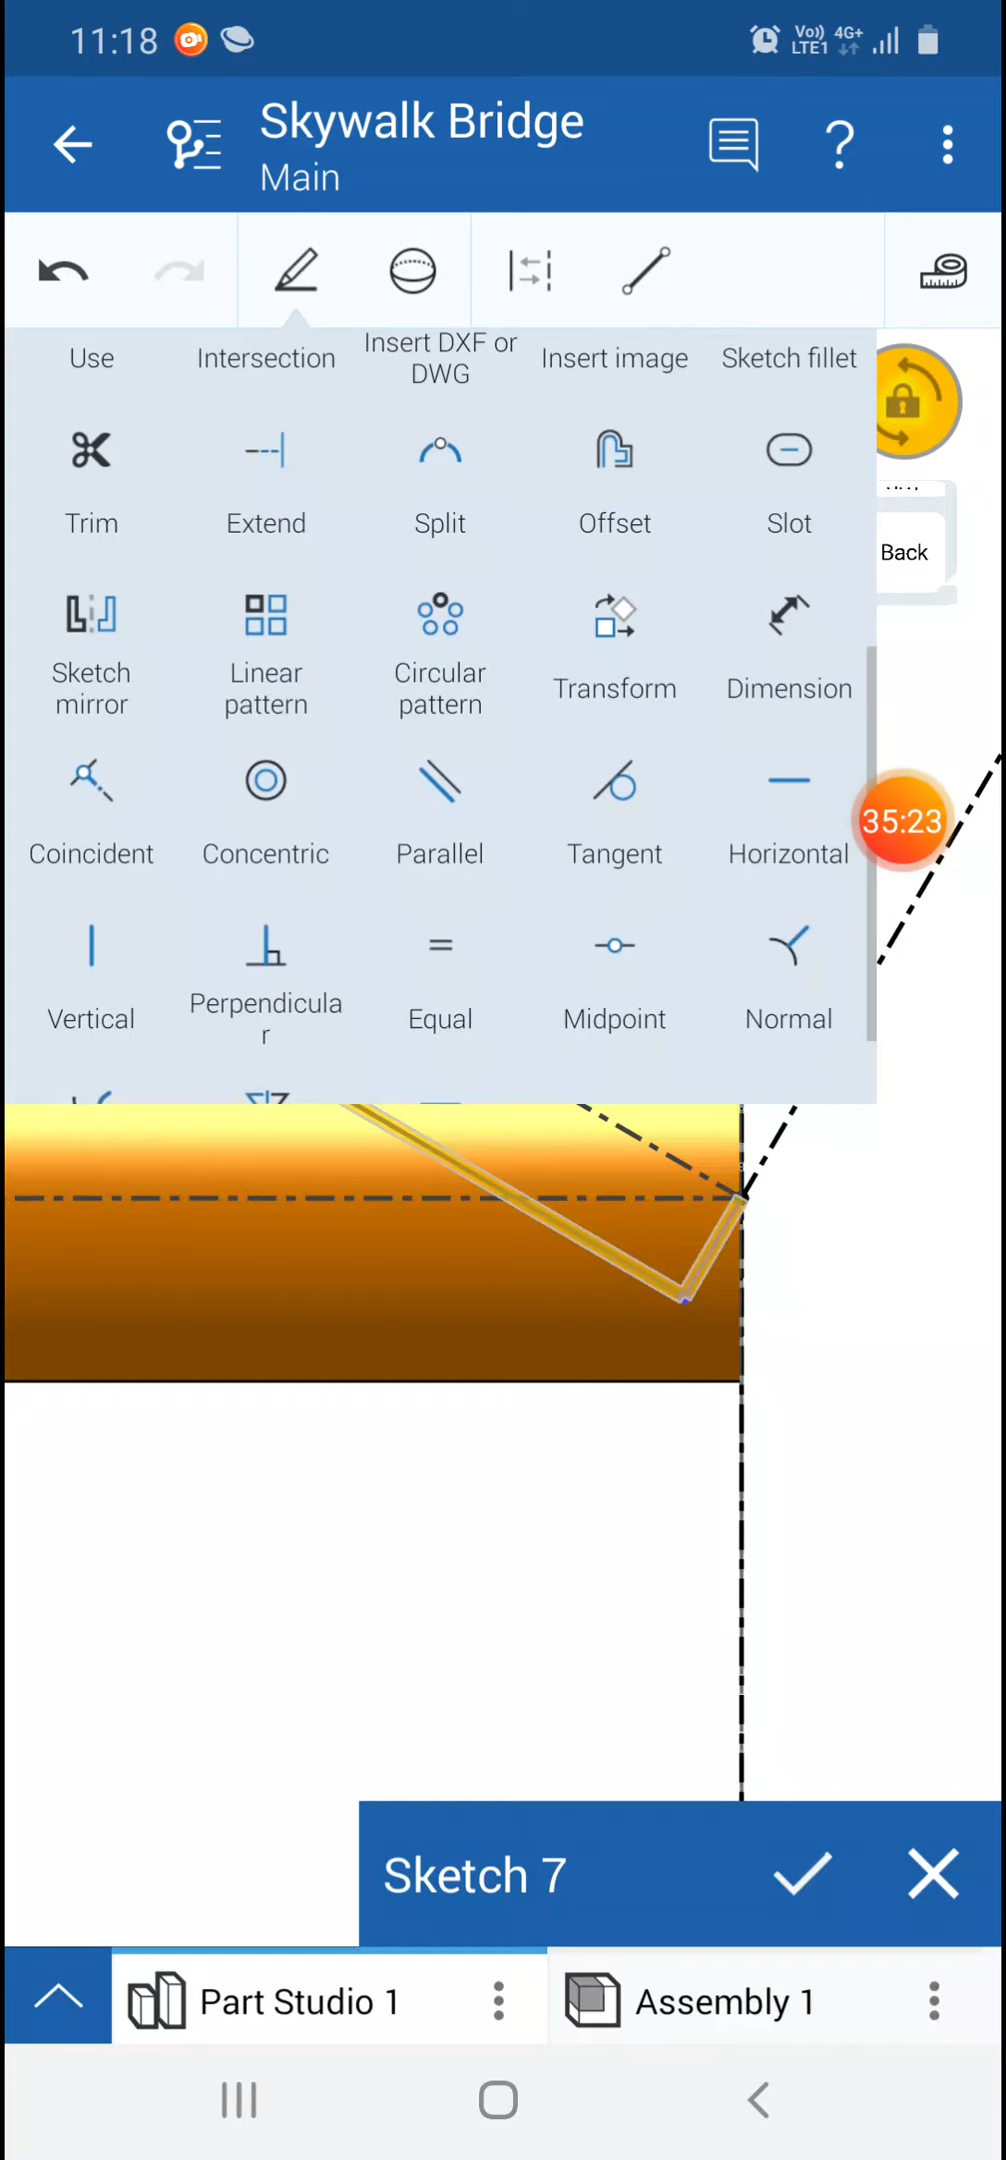 11:18
Vo)) 4G+
LTE1
Skywalk Bridge
Main
Use
Intersection
Insert DXF or
DWG
Insert image
Sketch fillet
Trim
Extend
Split
Offset
Slot
Back
Sketch
mirror
Linear
pattern
Circular
pattern
Transform
Dimension
35:23
Coincident
Concentric
Parallel
Tangent
Horizontal
Vertical
Perpendicula
r
Equal
Midpoint
Normal
Sketch 7
Part Studio 1
Assembly 1